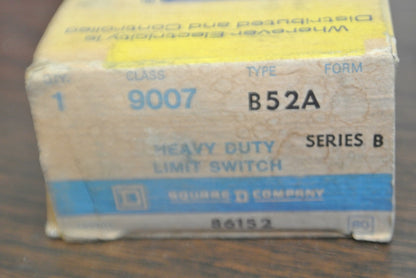 Wherever Electricity Is
Distributed and Controlled
QTY. CLASS TYPE FORM
1 9007 B52A
SERIES B
HEAVY DUTY
LIMIT SWITCH
D SQUARE D COMPANY
86152